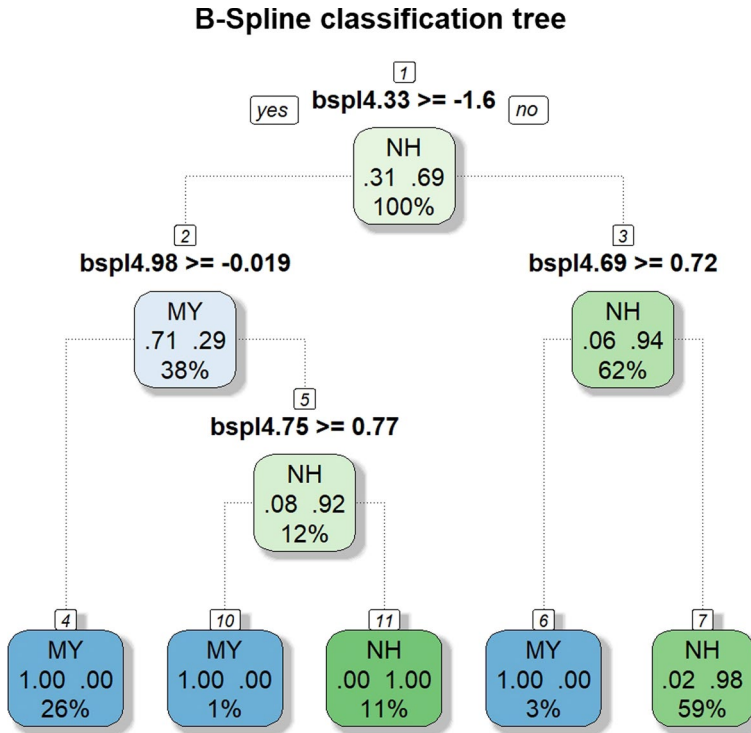 B-Spline classification tree
1
yes bspl4.33 >= -1.6 no
NH
.31 .69
100%
2 3
bspl4.98 >= -0.019 bspl4.69 >= 0.72
MY NH
.71 .29 .06 .94
38% 62%
5
bspl4.75 >= 0.77
NH
.08 .92
12%
4 10 11 6 7
MY MY NH MY NH
1.00 .00 1.00 .00 .00 1.00 1.00 .00 .02 .98
26% 1% 11% 3% 59%